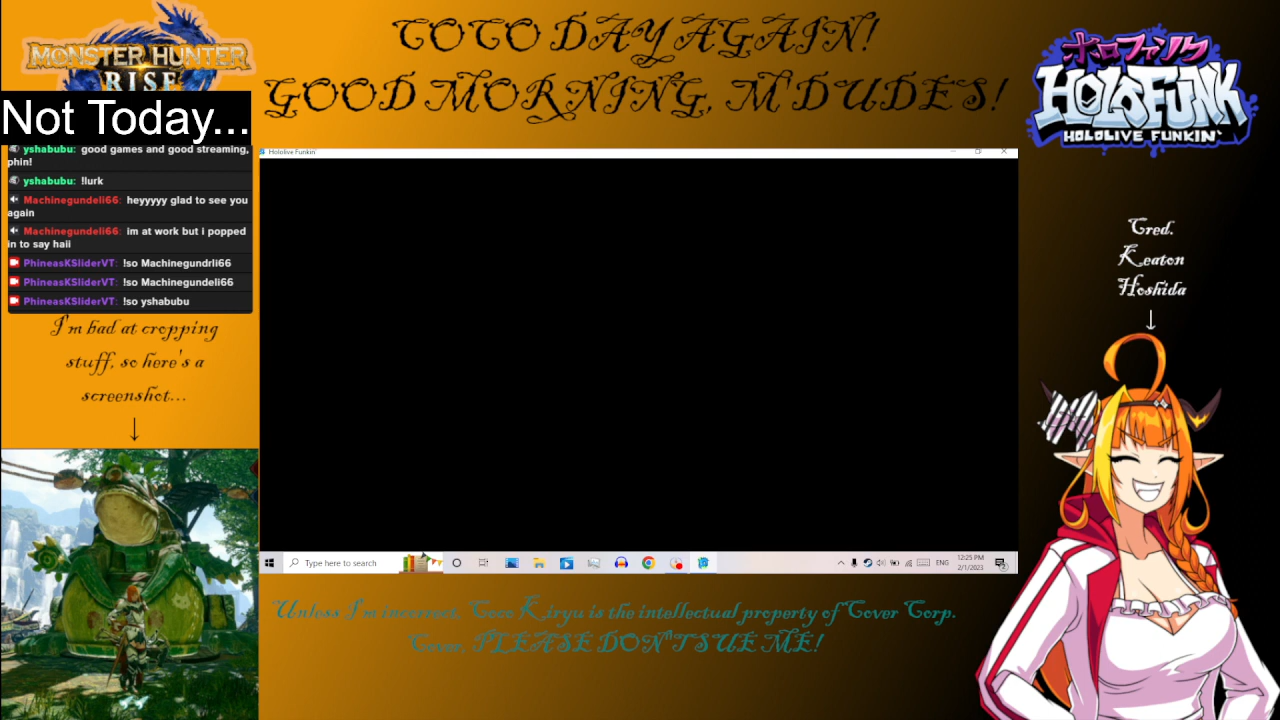 MONSTER HUNTER
RISE
Not Today...
yshabubu: good games and good streaming,
phin!
yshabubu: !lurk
Machinegundeli66: heyyyyy glad to see you
again
Machinegundeli66: im at work but i popped
in to say haii
PhineasKSliderVT: !so Machinegundrli66
PhineasKSliderVT: !so Machinegundeli66
PhineasKSliderVT: !so yshabubu
I'm bad at cropping
stuff, so here's a
screenshot...
↓
COCO DAY AGAIN!
GOOD MORNING, M'DUDES!
Hololive Funkin'
Type here to search
ENG
12:25 PM
2/1/2023
Unless I'm incorrect, Coco Kiryu is the intellectual property of Cover Corp.
Cover, PLEASE DON'T SUE ME!
ホロファンク
HOLOFUNK
HOLOLIVE FUNKIN'
Cred.
Keaton
Hoshida
↓